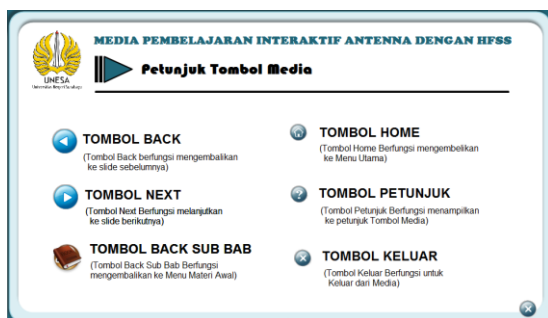 MEDIA PEMBELAJARAN INTERAKTIF ANTENNA DENGAN HFSS
Petunjuk Tombol Media
UNESA
Universitas Negeri Surabaya
TOMBOL BACK
(Tombol Back berfungsi mengembalikan
ke slide sebelumnya)
TOMBOL NEXT
(Tombol Next Berfungsi melanjutkan
ke slide berikutnya)
TOMBOL BACK SUB BAB
(Tombol Back Sub Bab Berfungsi
mengembalikan ke Menu Materi Awal)
TOMBOL HOME
(Tombol Home Berfungsi mengembelikan
ke Menu Utama)
TOMBOL PETUNJUK
(Tombol Petunjuk Berfungsi menampilkan
ke petunjuk Tombol Media)
TOMBOL KELUAR
(Tombol Keluar Berfungsi untuk
Keluar dari Media)